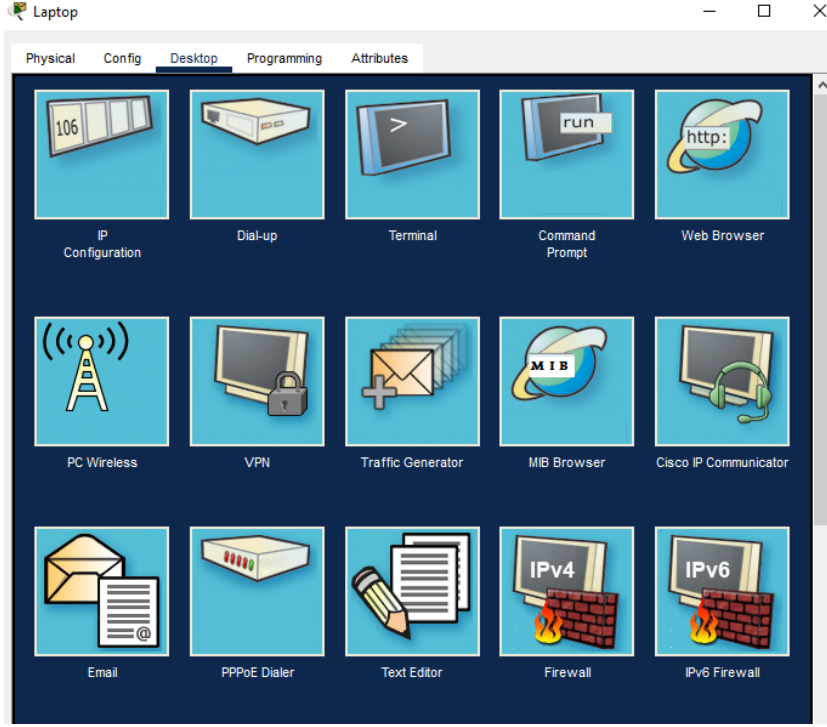 Laptop
Physical Config Desktop Programming Attributes
106
>
run
http:
IP
Configuration
Dial-up
Terminal
Command
Prompt
Web Browser
MIB
PC Wireless
VPN
Traffic Generator
MIB Browser
Cisco IP Communicator
@
IPv4
IPv6
Email
PPPoE Dialer
Text Editor
Firewall
IPv6 Firewall